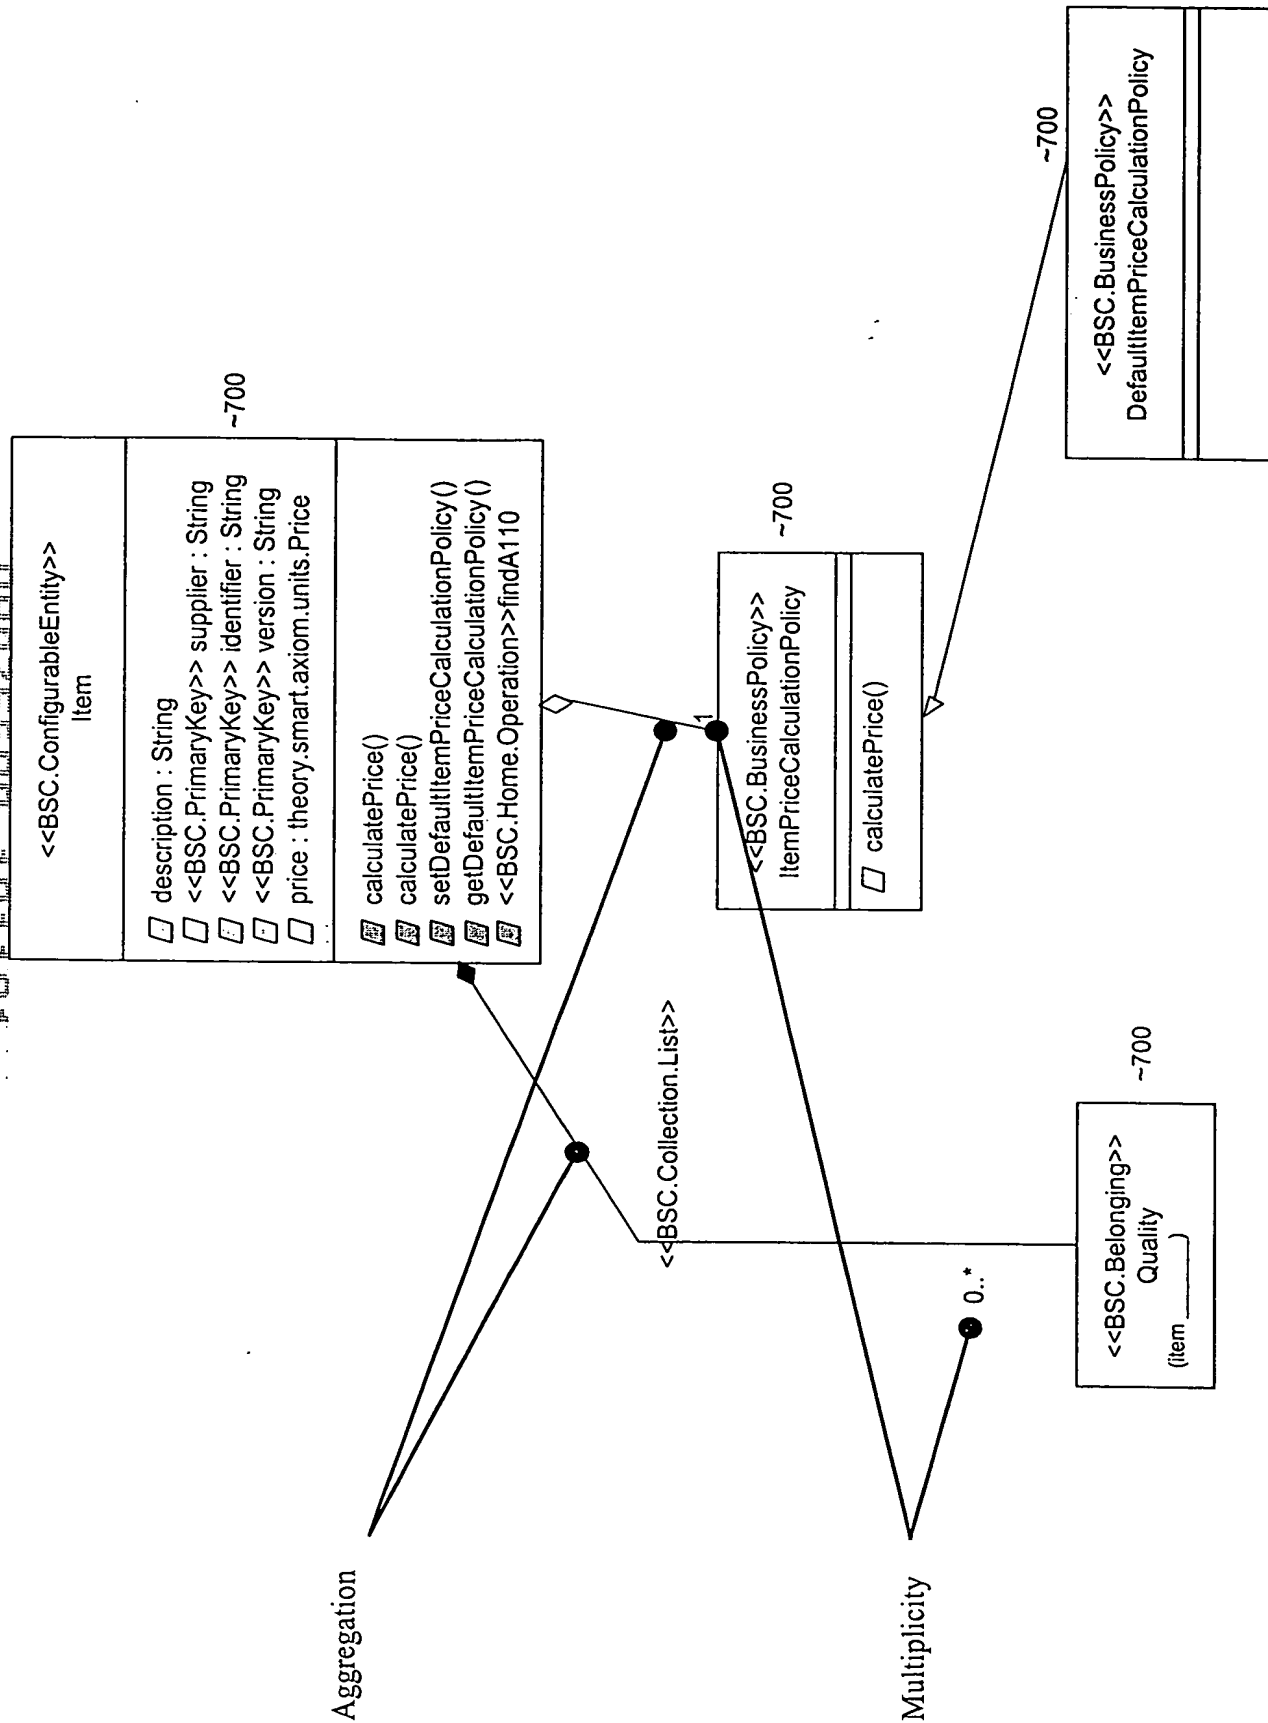 <<BSC.ConfigurableEntity>>
Item
description : String
<<BSC.PrimaryKey>> supplier : String
<<BSC.PrimaryKey>> identifier : String
<<BSC.PrimaryKey>> version : String
price : theory.smart.axiom.units.Price
calculatePrice()
calculatePrice()
setDefaultItemPriceCalculationPolicy()
getDefaultItemPriceCalculationPolicy()
<<BSC.Home.Operation>>findA110
~700
Aggregation
<<BSC.Collection.List>>
1
<<BSC.BusinessPolicy>>
ItemPriceCalculationPolicy
calculatePrice()
~700
Multiplicity
0..*
<<BSC.Belonging>>
Quality
(item
~700
~700
<<BSC.BusinessPolicy>>
DefaultItemPriceCalculationPolicy